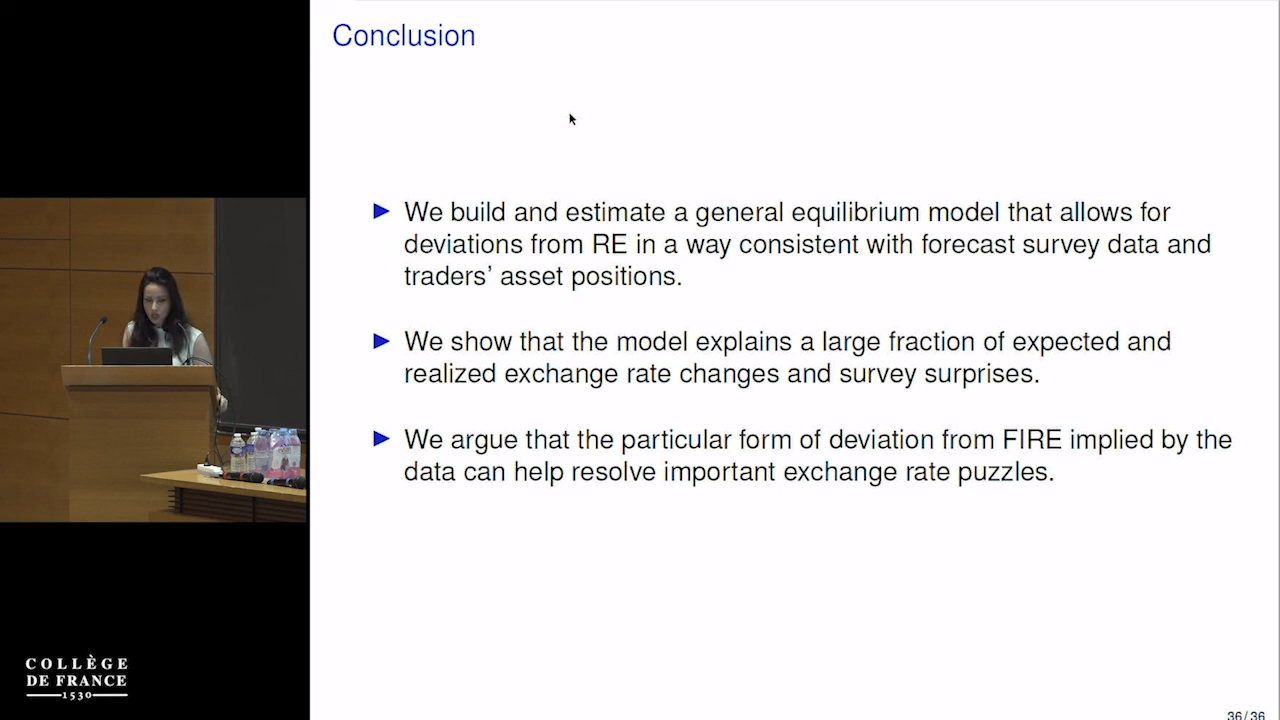 Conclusion
We build and estimate a general equilibrium model that allows for
deviations from RE in a way consistent with forecast survey data and
traders’ asset positions.
We show that the model explains a large fraction of expected and
realized exchange rate changes and survey surprises.
We argue that the particular form of deviation from FIRE implied by the
data can help resolve important exchange rate puzzles.
COLLÈGE
DE FRANCE
1530
36/36